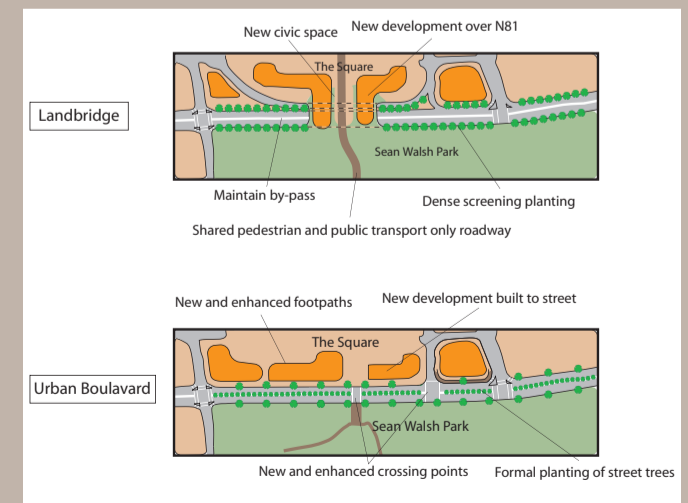 New civic space
New development over N81
The Square
Landbridge
Sean Walsh Park
Maintain by-pass
Dense screening planting
Shared pedestrian and public transport only roadway
New and enhanced footpaths
New development built to street
The Square
Urban Boulavard
Sean Walsh Park
New and enhanced crossing points
Formal planting of street trees